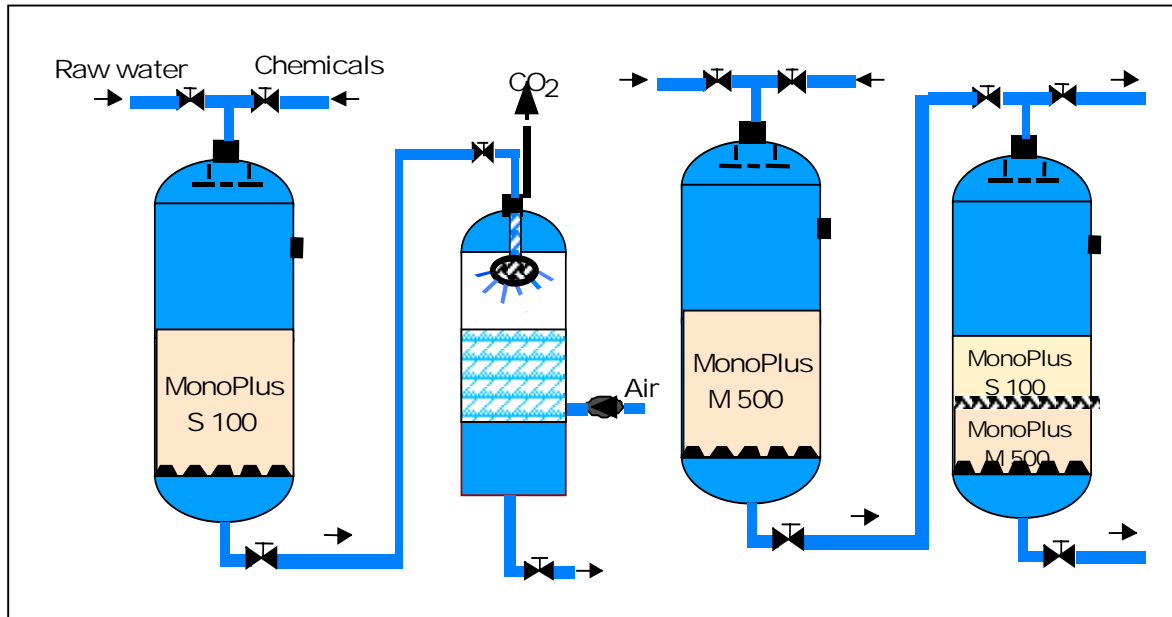 Raw water
Chemicals
CO2
MonoPlus
S 100
Air
MonoPlus
M 500
MonoPlus
S 100
MonoPlus
M 500